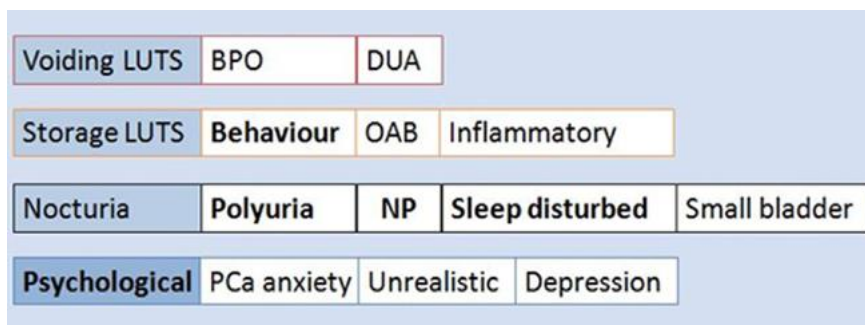 Voiding LUTS BPO DUA
Storage LUTS Behaviour OAB Inflammatory
Nocturia Polyuria NP Sleep disturbed Small bladder
Psychological PCa anxiety Unrealistic Depression